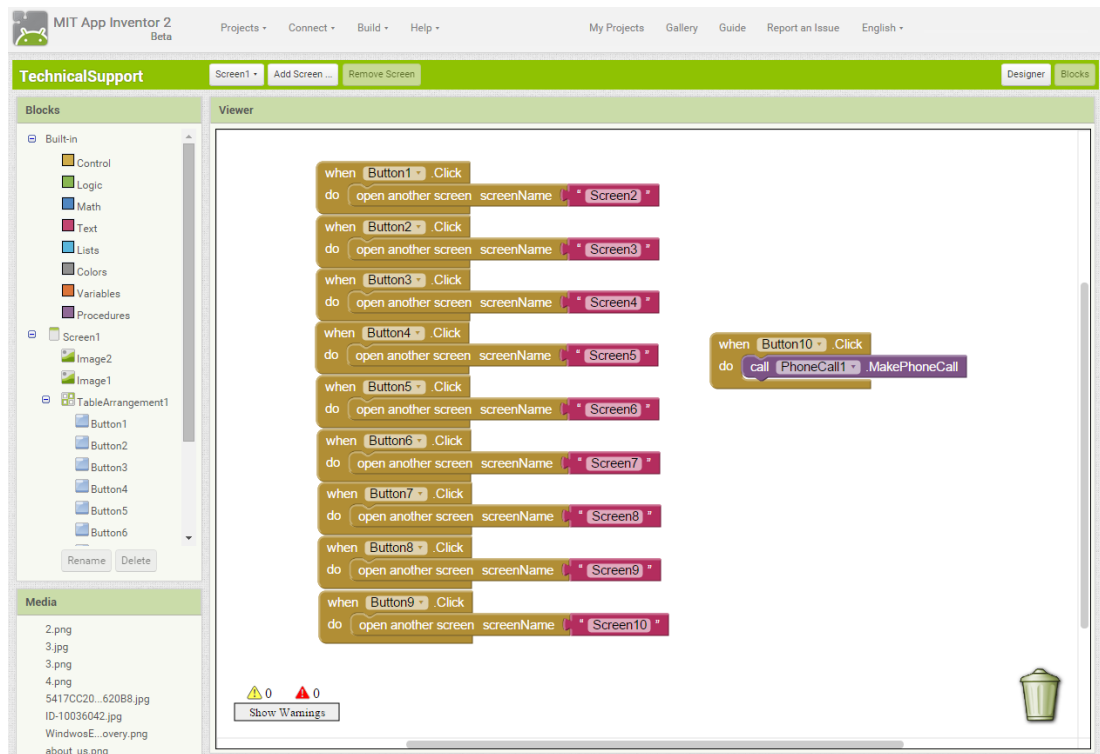 MIT App Inventor 2
Beta
Projects Connect Build Help My Projects Gallery Guide Report an Issue English
TechnicalSupport Screen1 Add Screen ... Remove Screen Designer Blocks
Blocks
Built-in
Control
Logic
Math
Text
Lists
Colors
Variables
Procedures
Screen1
Image2
Image1
TableArrangement1
Button1
Button2
Button3
Button4
Button5
Button6
Rename Delete
Media
2.png
3.jpg
3.png
4.png
5417CC20...620B8.jpg
ID-10036042.jpg
WindwosE...overy.png
about_us.png
Viewer
when Button1 .Click
do open another screen screenName " Screen2 "
when Button2 .Click
do open another screen screenName " Screen3 "
when Button3 .Click
do open another screen screenName " Screen4 "
when Button4 .Click
do open another screen screenName " Screen5 "
when Button5 .Click
do open another screen screenName " Screen6 "
when Button6 .Click
do open another screen screenName " Screen7 "
when Button7 .Click
do open another screen screenName " Screen8 "
when Button8 .Click
do open another screen screenName " Screen9 "
when Button9 .Click
do open another screen screenName " Screen10 "
when Button10 .Click
do call PhoneCall1 .MakePhoneCall
0 0
Show Warnings